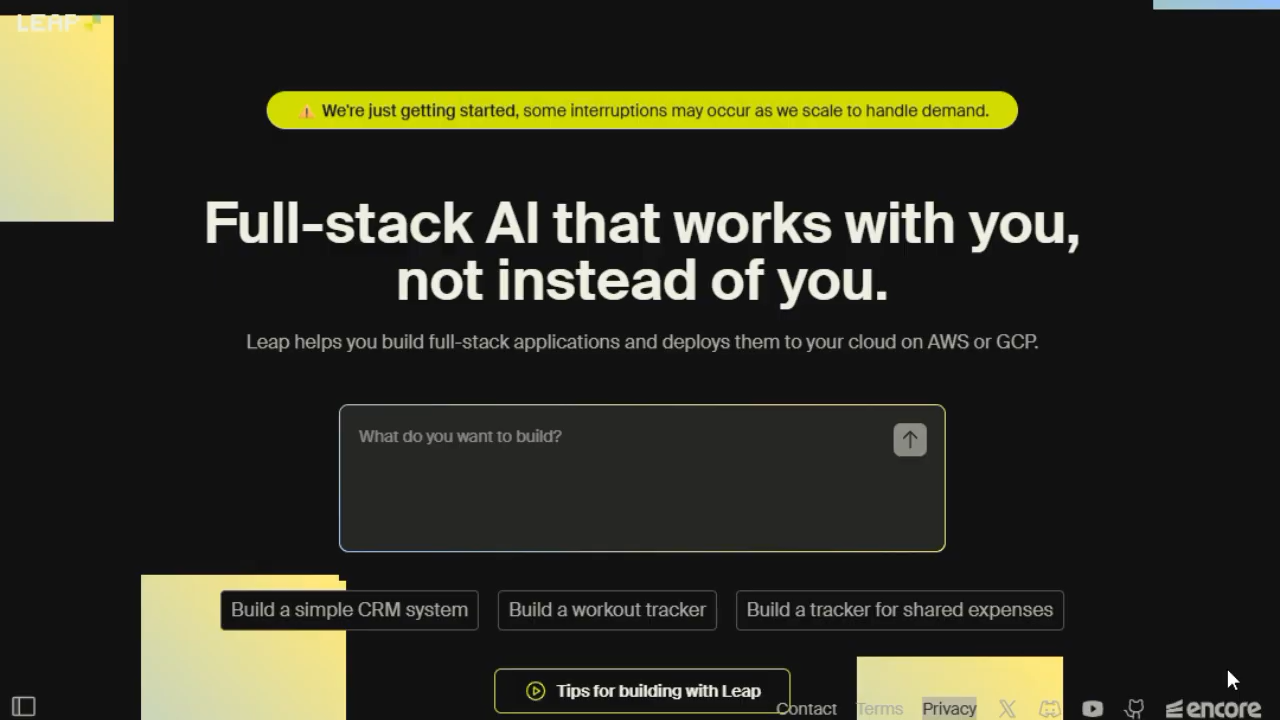 LEAP
⚠️ We're just getting started, some interruptions may occur as we scale to handle demand.
Full-stack AI that works with you,
not instead of you.
Leap helps you build full-stack applications and deploys them to your cloud on AWS or GCP.
What do you want to build?
Build a simple CRM system
Build a workout tracker
Build a tracker for shared expenses
Tips for building with Leap
Contact Terms Privacy encore